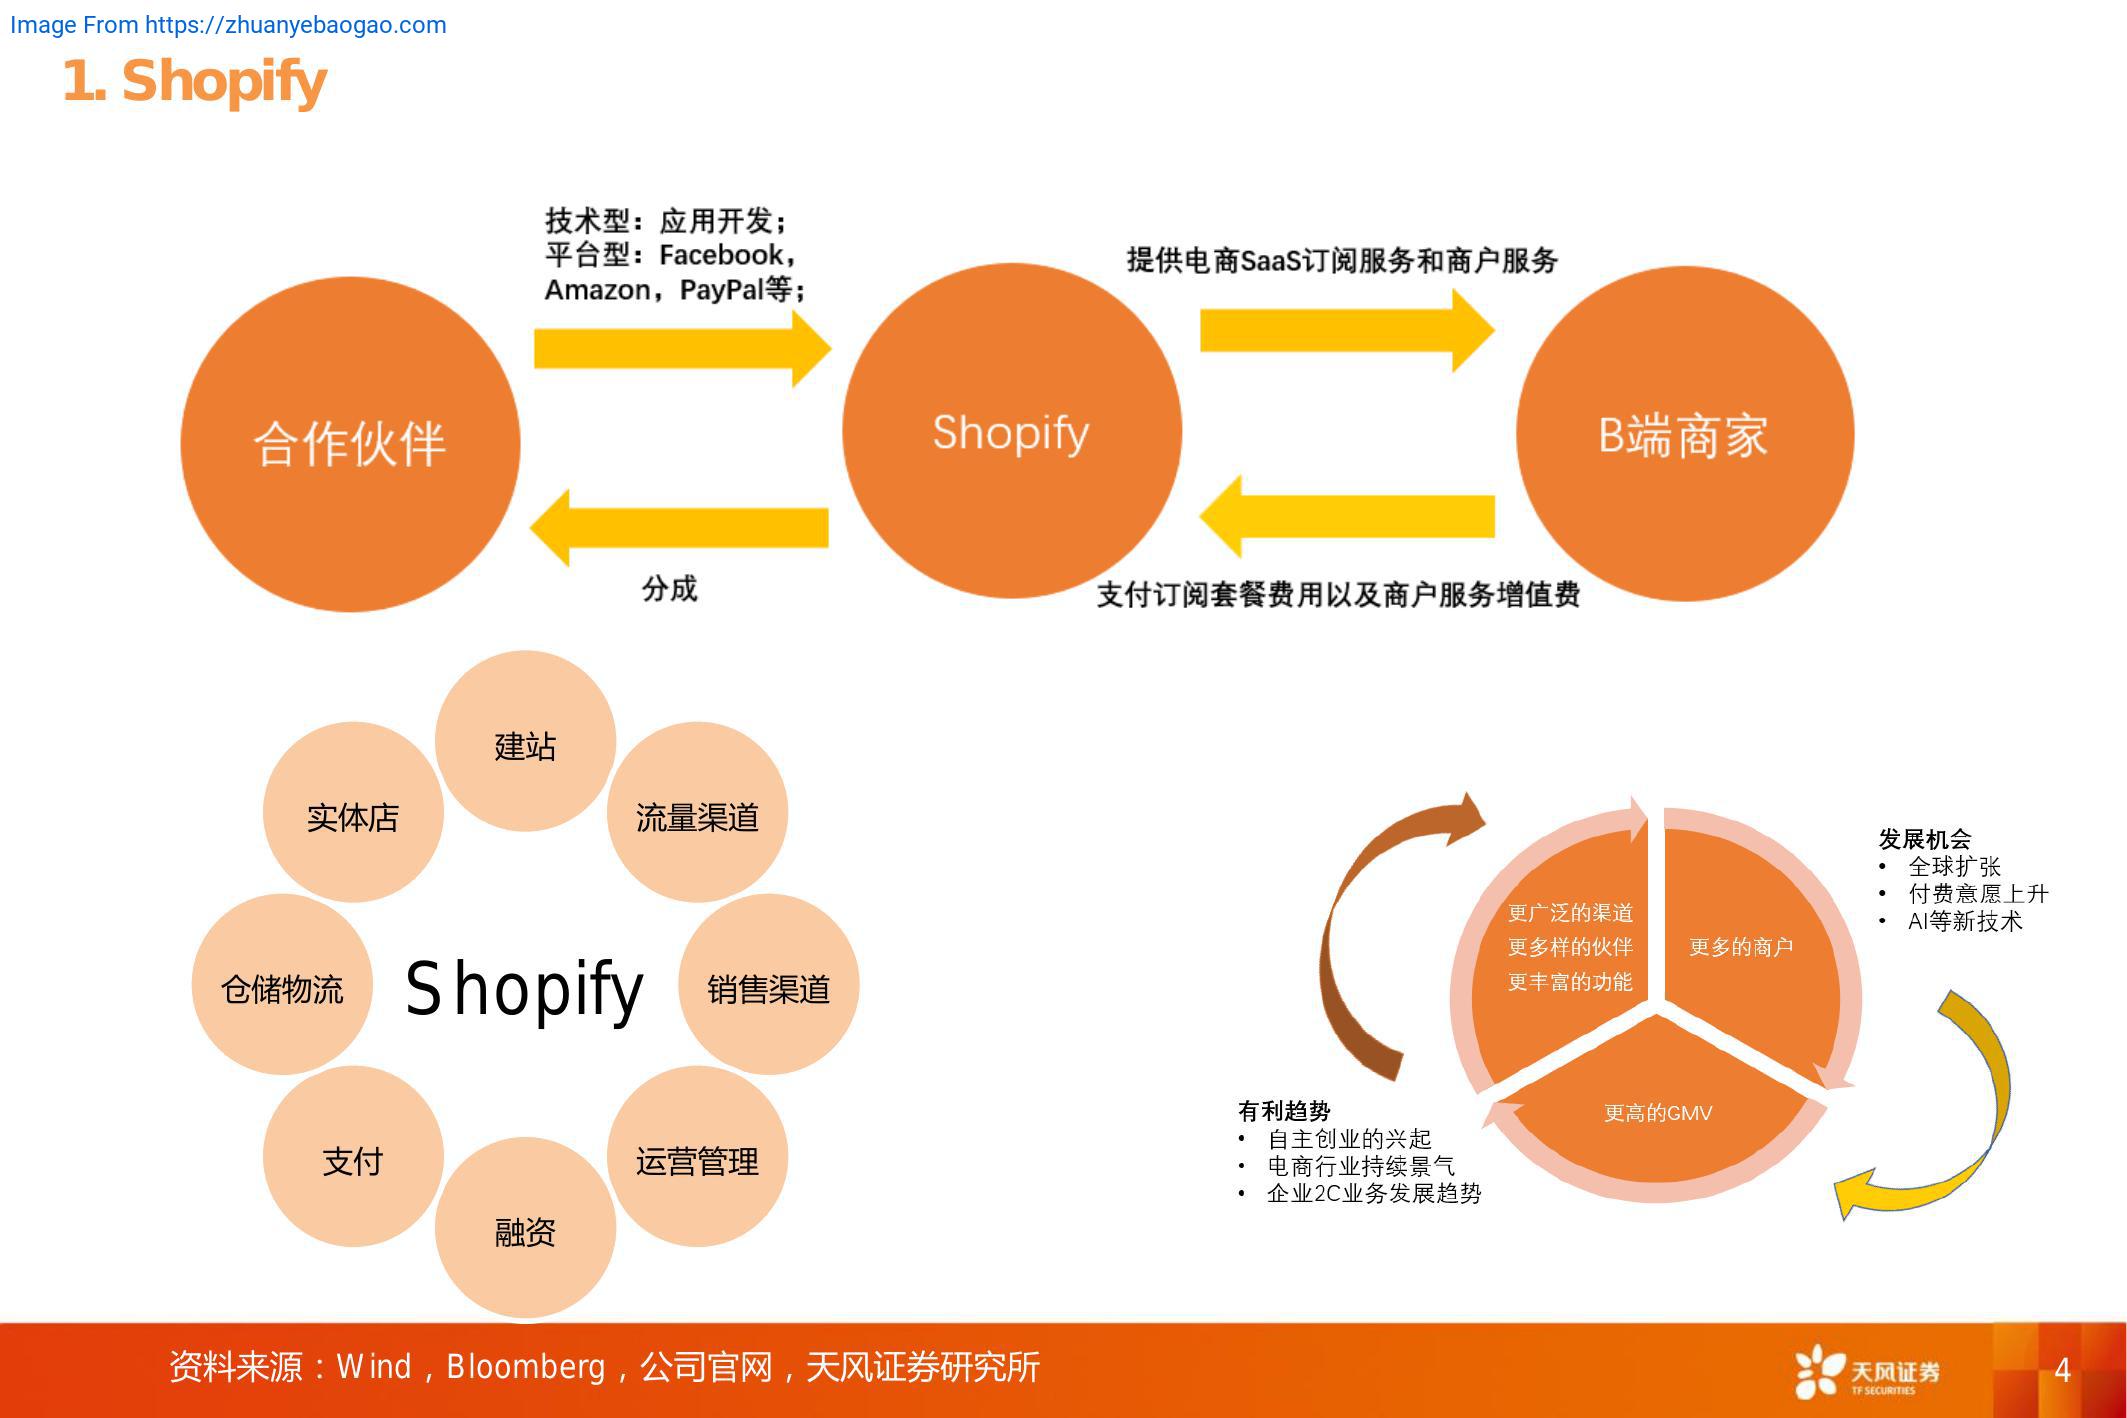 Image From https://zhuanyebaogao.com
1. Shopify
技术型：应用开发；
平台型：Facebook，
Amazon，PayPal等；
提供电商SaaS订阅服务和商户服务
合作伙伴
Shopify
B端商家
分成
支付订阅套餐费用以及商户服务增值费
建站
实体店
流量渠道
仓储物流
Shopify
销售渠道
支付
运营管理
融资
更广泛的渠道
更多样的伙伴
更丰富的功能
更多的商户
更高的GMV
发展机会
• 全球扩张
• 付费意愿上升
• AI等新技术
有利趋势
• 自主创业的兴起
• 电商行业持续景气
• 企业2C业务发展趋势
资料来源：Wind，Bloomberg，公司官网，天风证券研究所
天风证券
TF SECURITIES
4